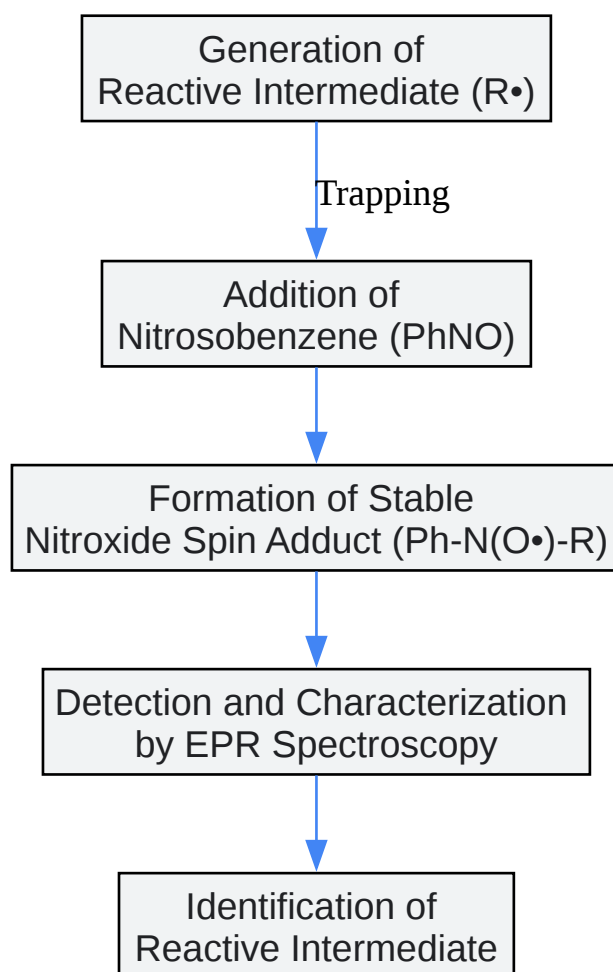 Generation of
Reactive Intermediate (R•)
Trapping
Addition of
Nitrosobenzene (PhNO)
Formation of Stable
Nitroxide Spin Adduct (Ph-N(O•)-R)
Detection and Characterization
by EPR Spectroscopy
Identification of
Reactive Intermediate